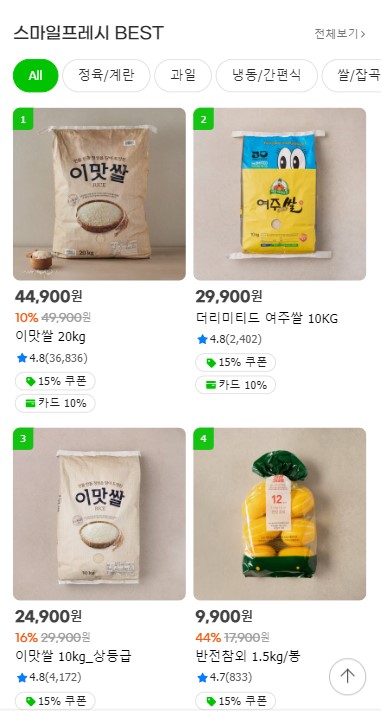 스마일프레시 BEST
전체보기 >
All
정육/계란
과일
냉동/간편식
쌀/잡곡
1
이맛쌀
RICE
20kg
44,900원
10% 49,900원
이맛쌀 20kg
4.8(36,836)
15% 쿠폰
카드 10%
2
여주쌀
29,900원
더리미티드 여주쌀 10KG
4.8(2,402)
15% 쿠폰
카드 10%
3
이맛쌀
RICE
10kg
24,900원
16% 29,900원
이맛쌀 10kg_상등급
4.8(4,172)
15% 쿠폰
4
12
9,900원
44% 17,900원
반전참외 1.5kg/봉
4.7(833)
15% 쿠폰